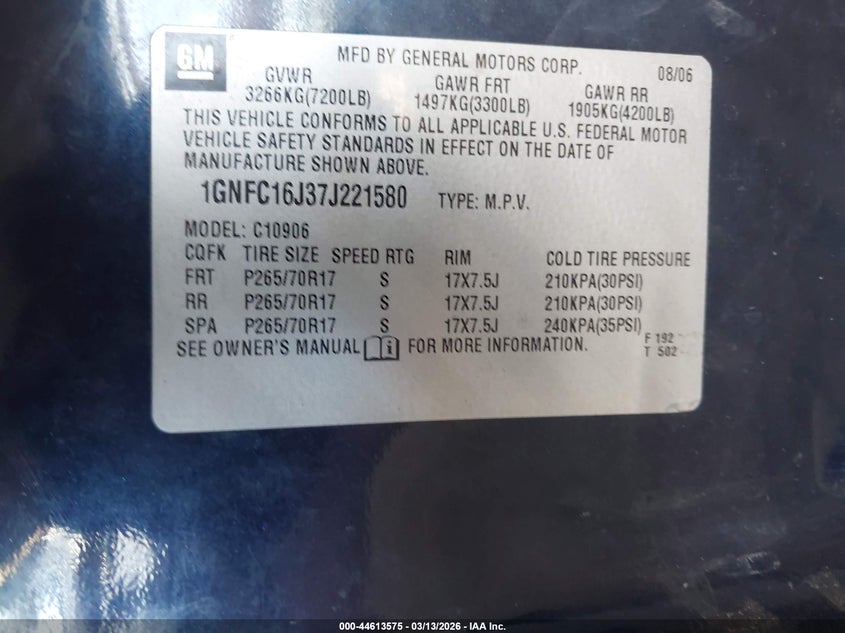 GM
MFD BY GENERAL MOTORS CORP. 08/06
GVWR GAWR FRT GAWR RR
3266KG(7200LB) 1497KG(3300LB) 1905KG(4200LB)
THIS VEHICLE CONFORMS TO ALL APPLICABLE U.S. FEDERAL MOTOR
VEHICLE SAFETY STANDARDS IN EFFECT ON THE DATE OF
MANUFACTURE SHOWN ABOVE.
1GNFC16J37J221580 TYPE: M.P.V.
MODEL: C10906
CQFK TIRE SIZE SPEED RTG RIM COLD TIRE PRESSURE
FRT P265/70R17 S 17X7.5J 210KPA(30PSI)
RR P265/70R17 S 17X7.5J 210KPA(30PSI)
SPA P265/70R17 S 17X7.5J 240KPA(35PSI)
SEE OWNER'S MANUAL i FOR MORE INFORMATION.
F 192
T 502
000-44613575 - 03/13/2026 - IAA Inc.